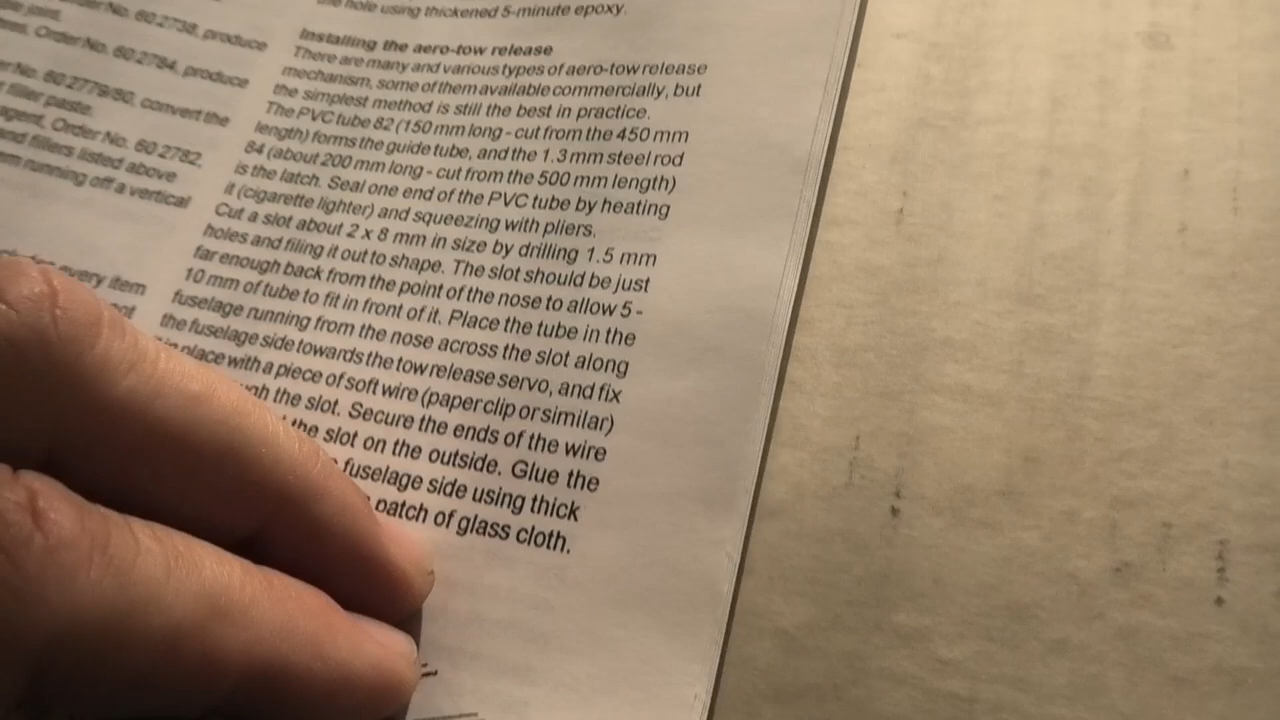 der No. 60 2738, produce
ple joint.
Order No. 60 2784, produce
er No. 60 2779/80, convert the
filler paste.
agent, Order No. 60 2782,
and fillers listed above
running off a vertical
every item
not
hole using thickened 5-minute epoxy.
Installing the aero-tow release
There are many and various types of aero-tow release
mechanism, some of them available commercially, but
the simplest method is still the best in practice.
The PVC tube 82 (150 mm long - cut from the 450 mm
length) forms the guide tube, and the 1.3 mm steel rod
84 (about 200 mm long - cut from the 500 mm length)
is the latch. Seal one end of the PVC tube by heating
it (cigarette lighter) and squeezing with pliers.
Cut a slot about 2 x 8 mm in size by drilling 1.5 mm
holes and filing it out to shape. The slot should be just
far enough back from the point of the nose to allow 5 -
10 mm of tube to fit in front of it. Place the tube in the
fuselage running from the nose across the slot along
the fuselage side towards the tow release servo, and fix
in place with a piece of soft wire (paper clip or similar)
the slot. Secure the ends of the wire
the slot on the outside. Glue the
fuselage side using thick
patch of glass cloth.